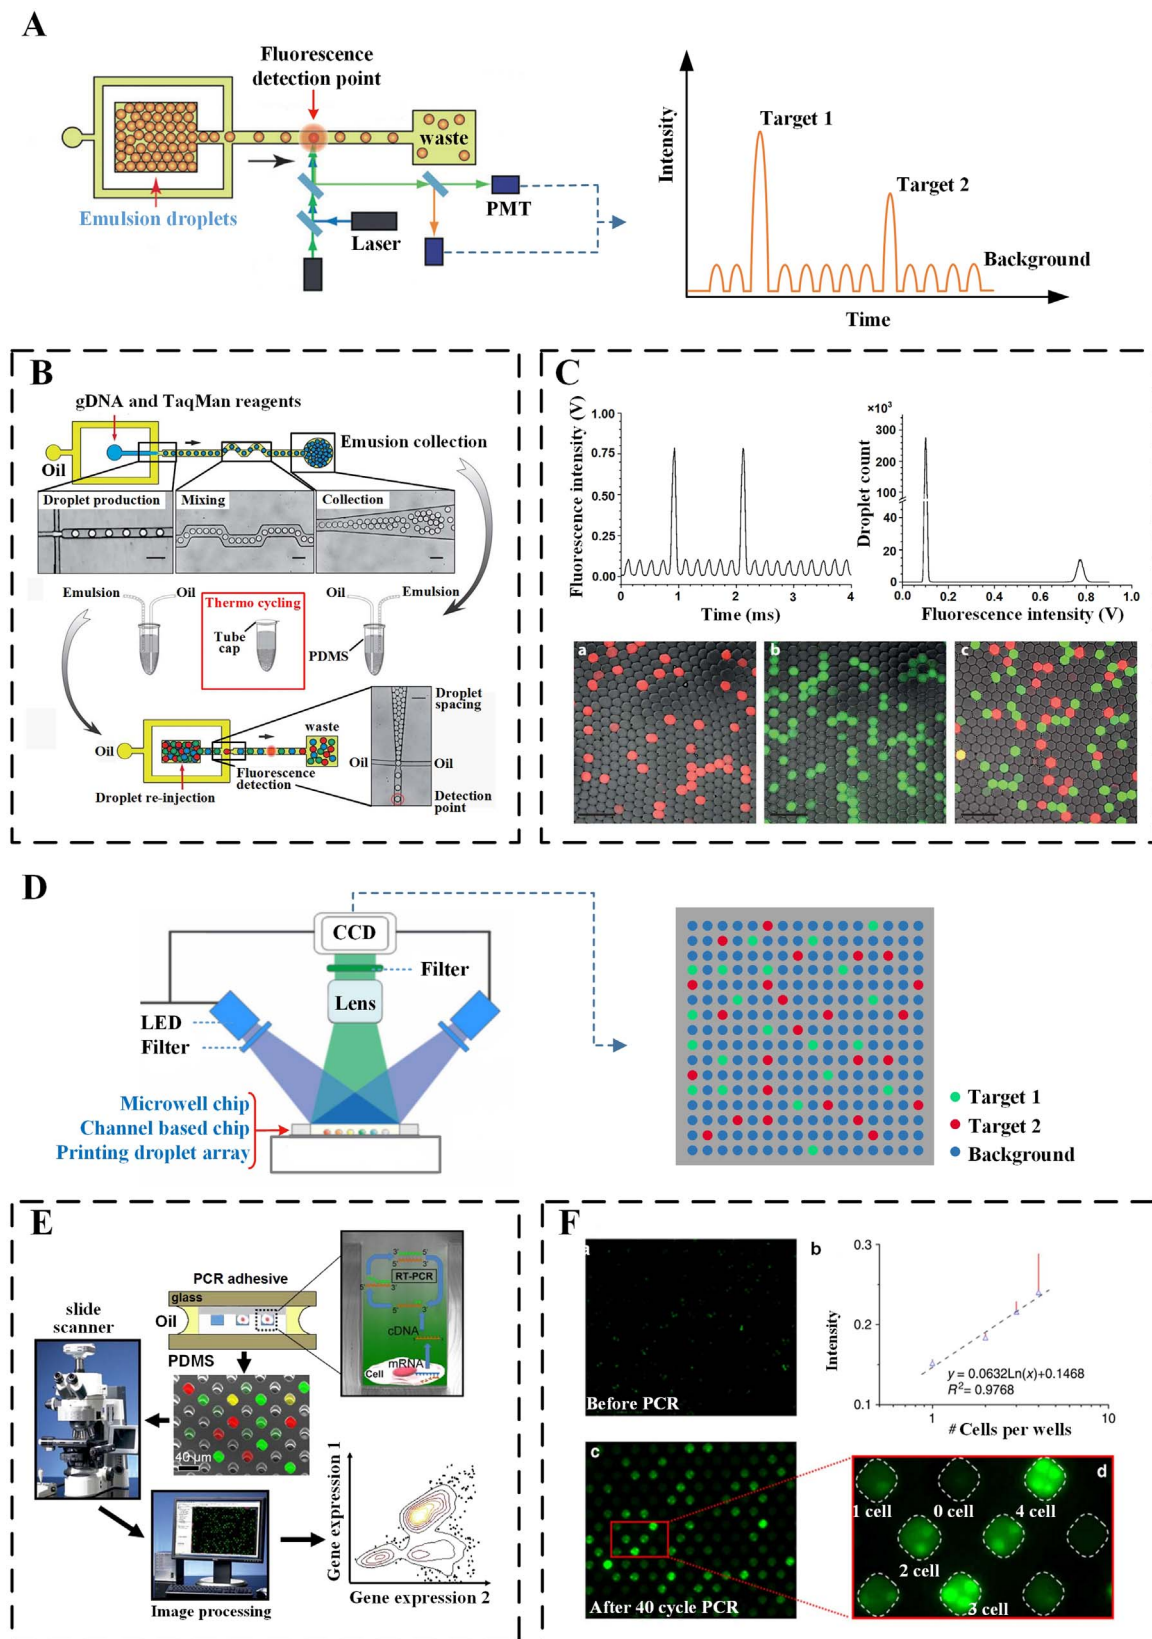 A
Fluorescence
detection point
waste
PMT
Laser
Emulsion droplets
Intensity
Target 1
Target 2
Background
Time
B
gDNA and TaqMan reagents
Oil
Emusion collection
Droplet production
Mixing
Collection
Emulsion
Oil
Thermo cycling
Tube
cap
Oil
Emulsion
PDMS
Droplet
spacing
Oil
waste
Oil
Oil
Fluorescence
detection
Droplet re-injection
Detection
point
C
Fluorescence intensity (V)
1.00
0.75
0.50
0.25
0.00
0
1
2
3
4
Time (ms)
×10³
Droplet count
300
200
100
40
20
0
0.0
0.2
0.4
0.6
0.8
1.0
Fluorescence intensity (V)
a
b
c
D
CCD
Filter
Lens
LED
Filter
Microwell chip
Channel based chip
Printing droplet array
Target 1
Target 2
Background
E
PCR adhesive
glass
Oil
PDMS
slide
scanner
3'
5'
RT-PCR
3'
5'
3'
cDNA
mRNA
Cell
40 μm
Image processing
Gene expression 1
Gene expression 2
F
a
Before PCR
b
0.3
0.2
0.1
Intensity
y = 0.0632Ln(x)+0.1468
R²= 0.9768
1
10
# Cells per wells
c
After 40 cycle PCR
d
1 cell
0 cell
4 cell
2 cell
3 cell